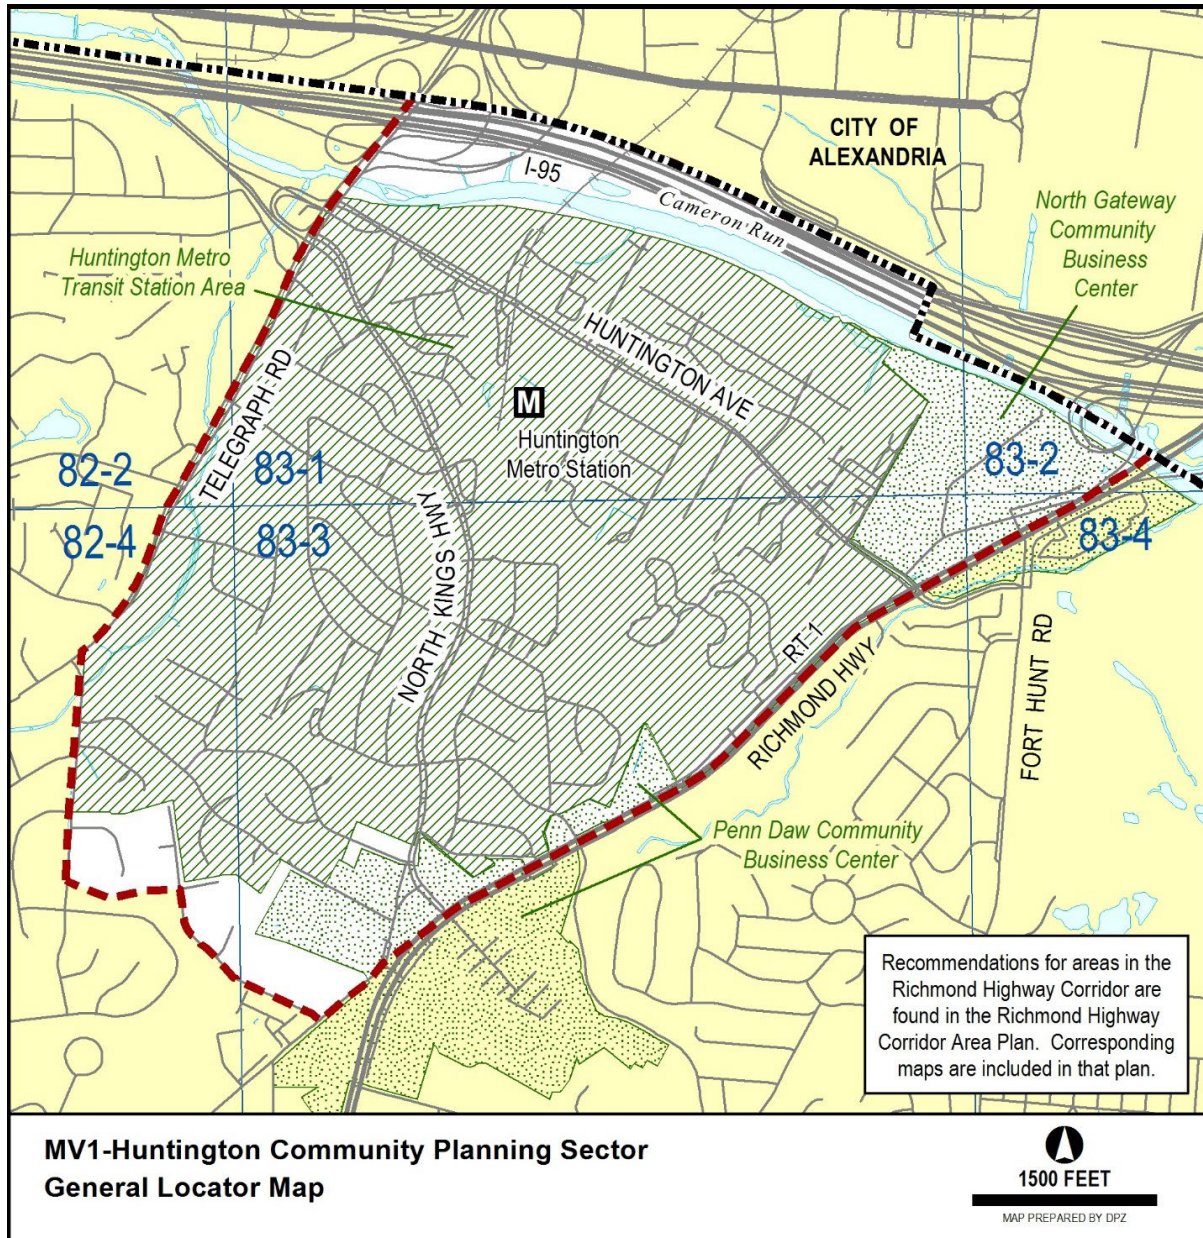 CITY OF
ALEXANDRIA
I-95
Cameron Run
North Gateway
Community
Business
Center
Huntington Metro
Transit Station Area
HUNTINGTON AVE
TELEGRAPH RD
M
Huntington
Metro Station
82-2
83-1
83-2
82-4
83-3
83-4
NORTH KINGS HWY
RT-1
RICHMOND HWY
FORT HUNT RD
Penn Daw Community
Business Center
Recommendations for areas in the
Richmond Highway Corridor are
found in the Richmond Highway
Corridor Area Plan. Corresponding
maps are included in that plan.
MV1-Huntington Community Planning Sector
General Locator Map
1500 FEET
MAP PREPARED BY DPZ